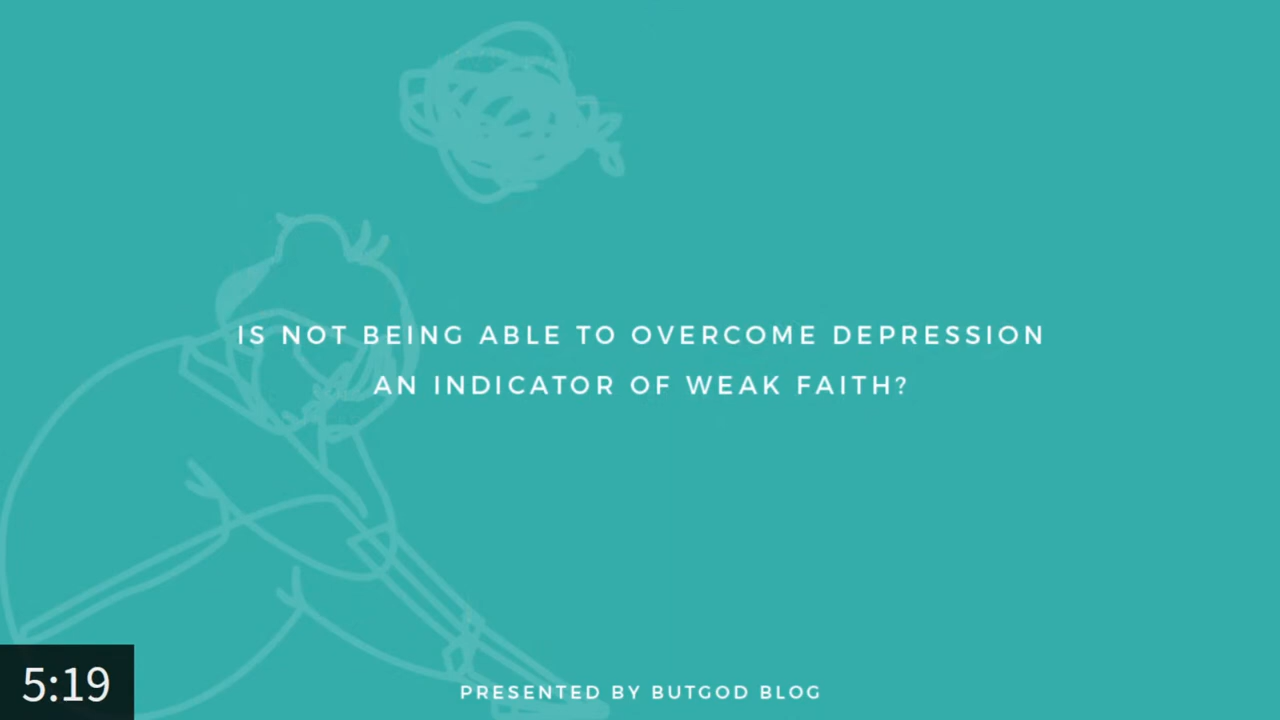 IS NOT BEING ABLE TO OVERCOME DEPRESSION
AN INDICATOR OF WEAK FAITH?
5:19
PRESENTED BY BUTGOD BLOG